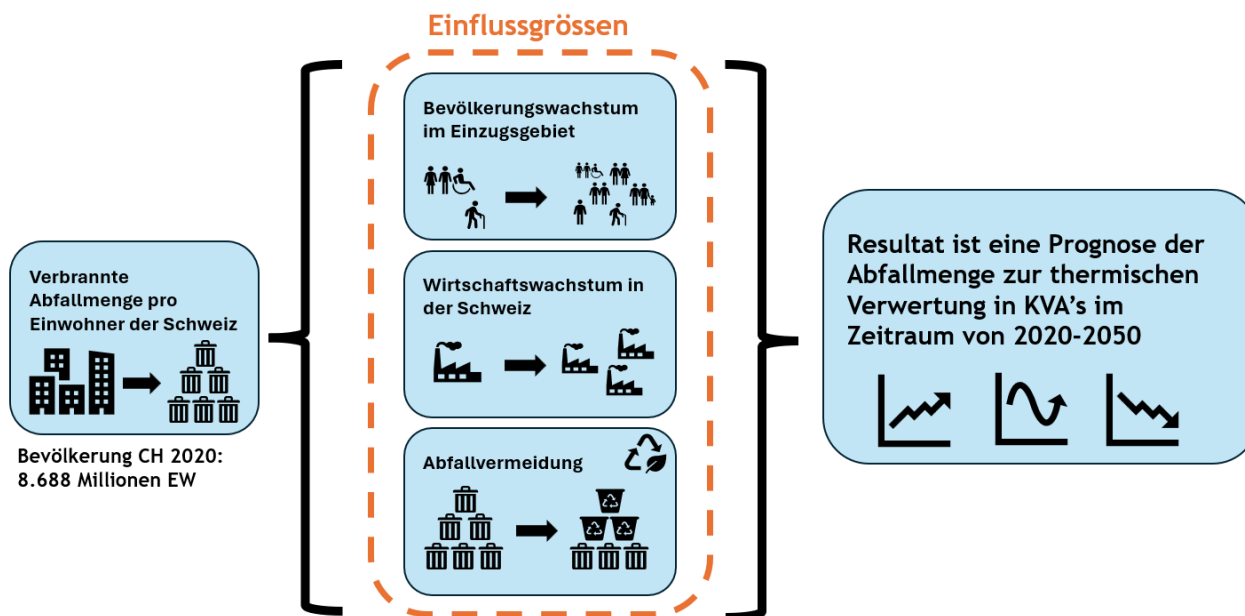 Einflussgrössen
Verbrannte
Abfallmenge pro
Einwohner der Schweiz
Bevölkerung CH 2020:
8.688 Millionen EW
Bevölkerungswachstum
im Einzugsgebiet
Wirtschaftswachstum in
der Schweiz
Abfallvermeidung
Resultat ist eine Prognose der
Abfallmenge zur thermischen
Verwertung in KVA's im
Zeitraum von 2020-2050